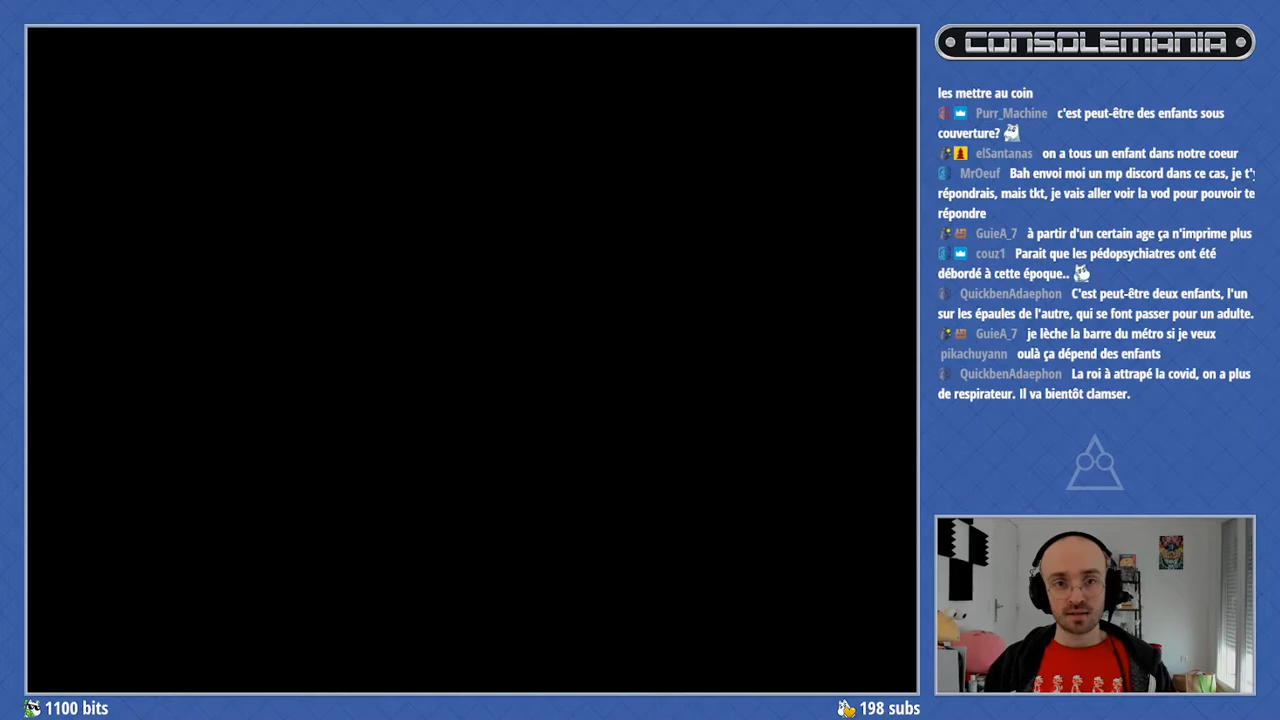 CONSOLEMANIA
les mettre au coin
Purr_Machine c'est peut-être des enfants sous
couverture?
elSantanas on a tous un enfant dans notre coeur
MrOeuf Bah envoi moi un mp discord dans ce cas, je t'y
répondrais, mais tkt, je vais aller voir la vod pour pouvoir te
répondre
GuieA_7 à partir d'un certain age ça n'imprime plus
couz1 Parait que les pédopsychiatres ont été
débordé à cette époque..
QuickbenAdaephon C'est peut-être deux enfants, l'un
sur les épaules de l'autre, qui se font passer pour un adulte.
GuieA_7 je lèche la barre du métro si je veux
pikachuyann oulà ça dépend des enfants
QuickbenAdaephon La roi à attrapé la covid, on a plus
de respirateur. Il va bientôt clamser.
1100 bits
198 subs